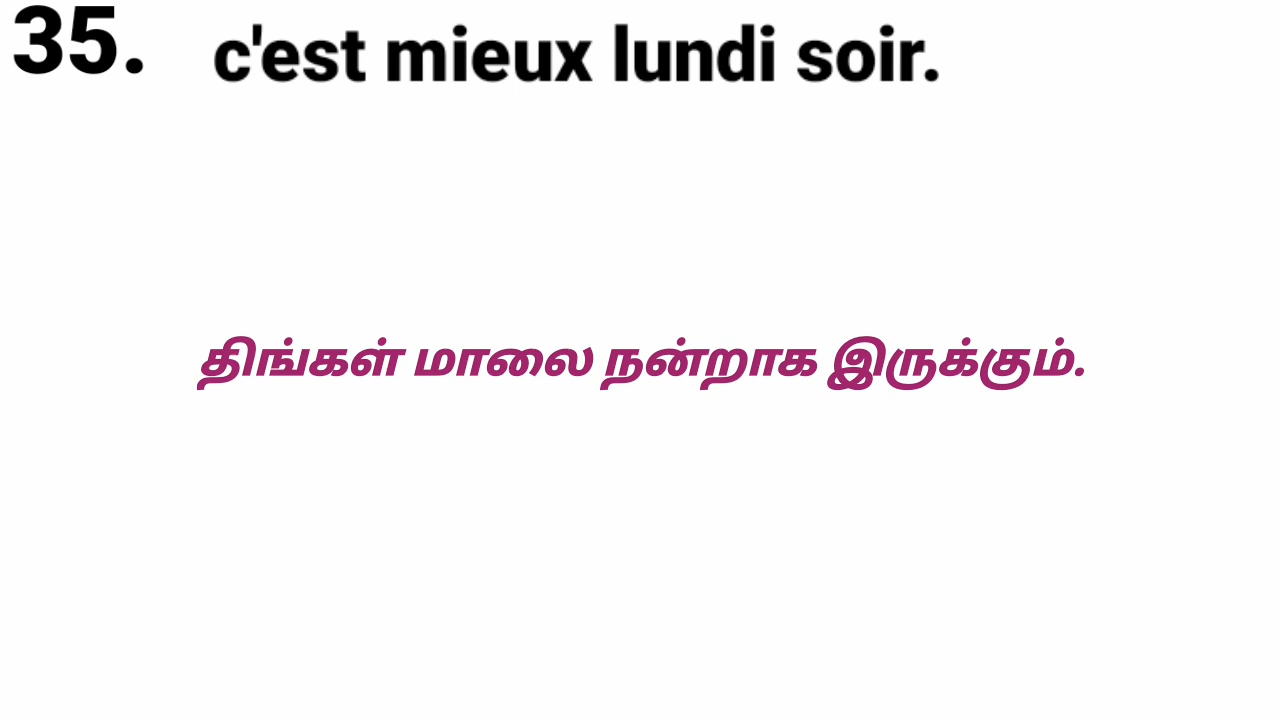 35. c'est mieux lundi soir.
திங்கள் மாலை நன்றாக இருக்கும்.